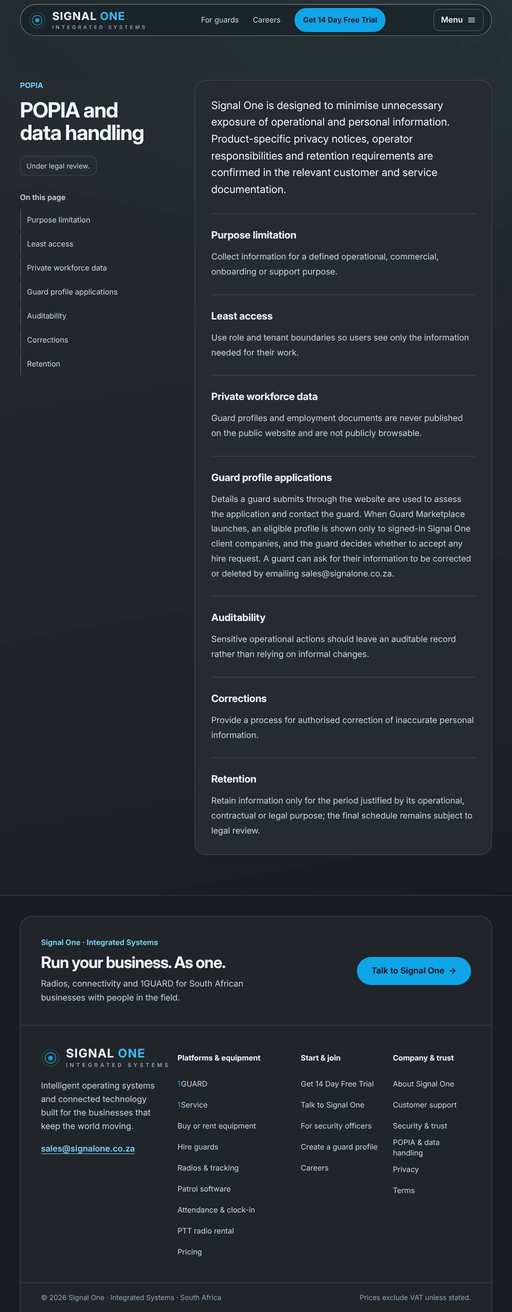 SIGNAL ONE
INTEGRATED SYSTEMS
For guards
Careers
Get 14 Day Free Trial
Menu
POPIA
POPIA and
data handling
Under legal review.
On this page
Purpose limitation
Least access
Private workforce data
Guard profile applications
Auditability
Corrections
Retention
Signal One is designed to minimise unnecessary
exposure of operational and personal information.
Product-specific privacy notices, operator
responsibilities and retention requirements are
confirmed in the relevant customer and service
documentation.
Purpose limitation
Collect information for a defined operational, commercial,
onboarding or support purpose.
Least access
Use role and tenant boundaries so users see only the information
needed for their work.
Private workforce data
Guard profiles and employment documents are never published
on the public website and are not publicly browsable.
Guard profile applications
Details a guard submits through the website are used to assess
the application and contact the guard. When Guard Marketplace
launches, an eligible profile is shown only to signed-in Signal One
client companies, and the guard decides whether to accept any
hire request. A guard can ask for their information to be corrected
or deleted by emailing sales@signalone.co.za.
Auditability
Sensitive operational actions should leave an auditable record
rather than relying on informal changes.
Corrections
Provide a process for authorised correction of inaccurate personal
information.
Retention
Retain information only for the period justified by its operational,
contractual or legal purpose; the final schedule remains subject to
legal review.
Signal One · Integrated Systems
Run your business. As one.
Radios, connectivity and 1GUARD for South African
businesses with people in the field.
Talk to Signal One →
SIGNAL ONE
INTEGRATED SYSTEMS
Intelligent operating systems
and connected technology
built for the businesses that
keep the world moving.
sales@signalone.co.za
Platforms & equipment
1GUARD
1Service
Buy or rent equipment
Hire guards
Radios & tracking
Patrol software
Attendance & clock-in
PTT radio rental
Pricing
Start & join
Get 14 Day Free Trial
Talk to Signal One
For security officers
Create a guard profile
Careers
Company & trust
About Signal One
Customer support
Security & trust
POPIA & data
handling
Privacy
Terms
© 2026 Signal One · Integrated Systems · South Africa
Prices exclude VAT unless stated.